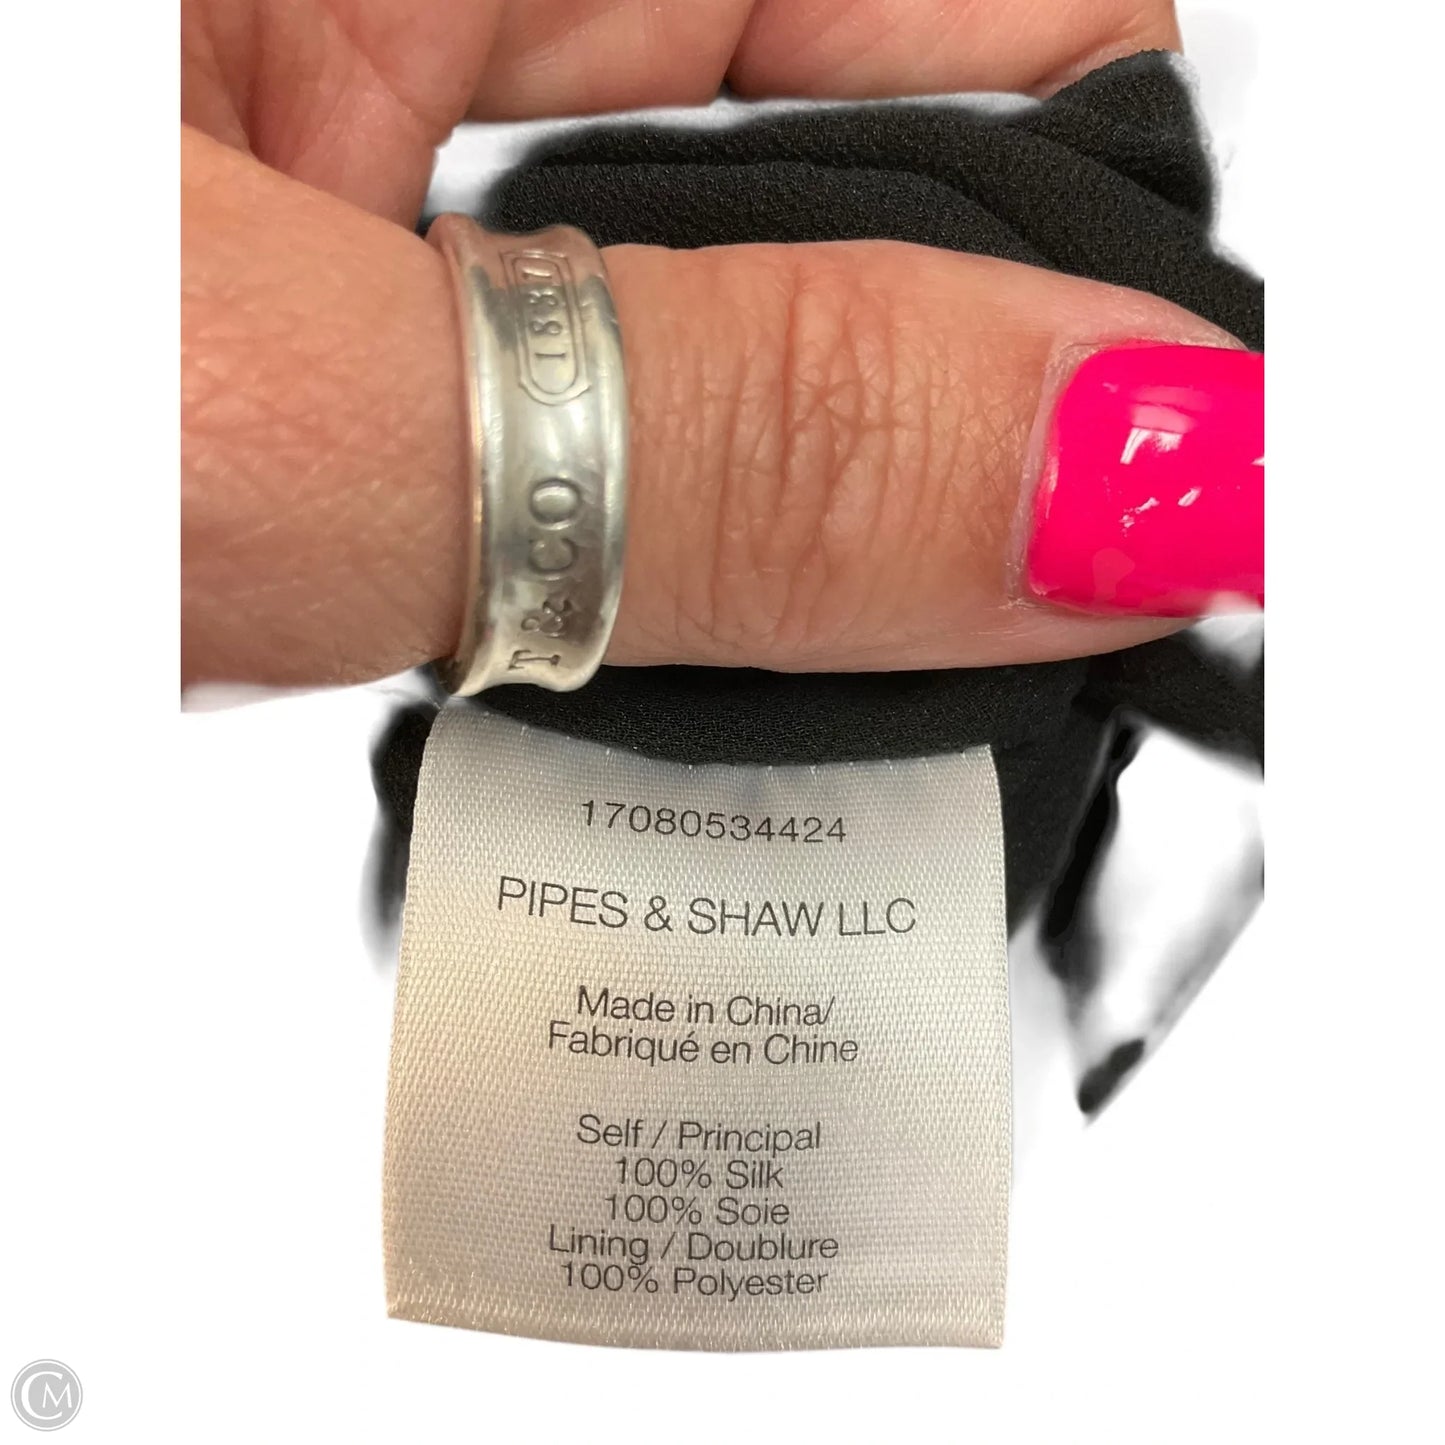 1837
T & CO
17080534424
PIPES & SHAW LLC
Made in China/
Fabriqué en Chine
Self / Principal
100% Silk
100% Soie
Lining / Doublure
100% Polyester
CM